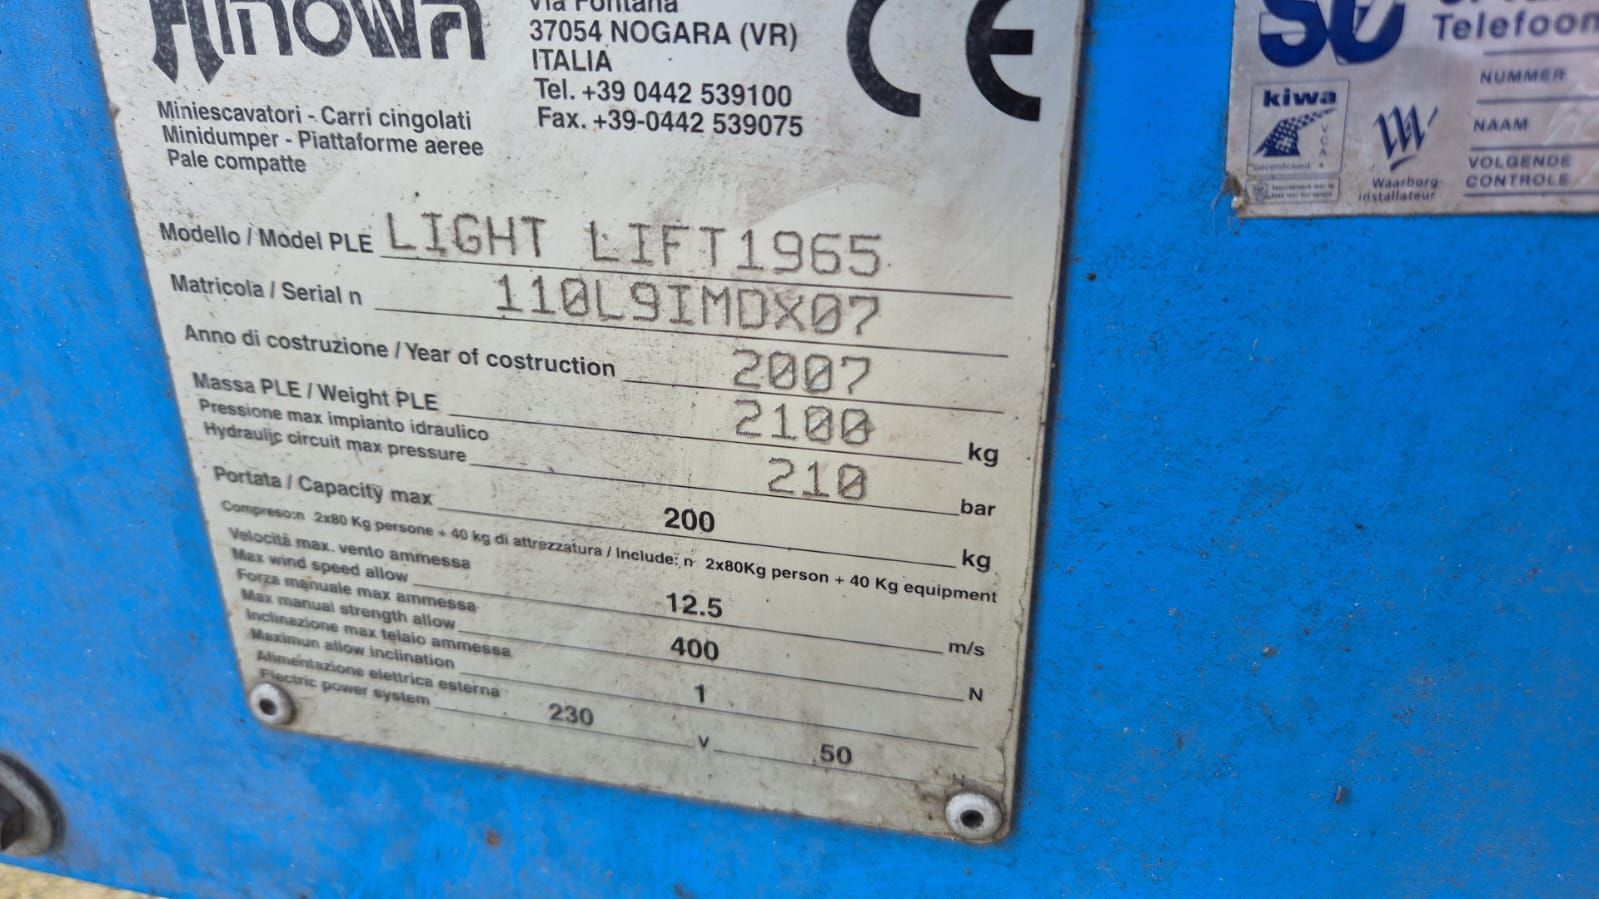 Hinowa
Via Fontana
37054 NOGARA (VR)
ITALIA
Tel. +39 0442 539100
Fax. +39-0442 539075
CE
Miniescavatori - Carri cingolati
Minidumper - Piattaforme aeree
Pale compatte
Modello / Model PLE LIGHT LIFT1965
Matricola / Serial n 110L9IMDX07
Anno di costruzione / Year of costruction 2007
Massa PLE / Weight PLE 2100 kg
Pressione max impianto idraulico
Hydraulic circuit max pressure 210 bar
Portata / Capacity max 200 kg
Compreso:n 2x80 Kg persone + 40 kg di attrezzatura / Include: n 2x80Kg person + 40 Kg equipment
Velocità max. vento ammessa
Max wind speed allow 12.5 m/s
Forza manuale max ammessa
Max manual strength allow 400 N
Inclinazione max telaio ammessa
Maximun allow inclination 1
Alimentazione elettrica esterna
Electric power system 230 V 50 H
Telefoon
NUMMER
kiwa
VCA
NAAM
VOLGENDE
CONTROLE
Waarborg
installateur